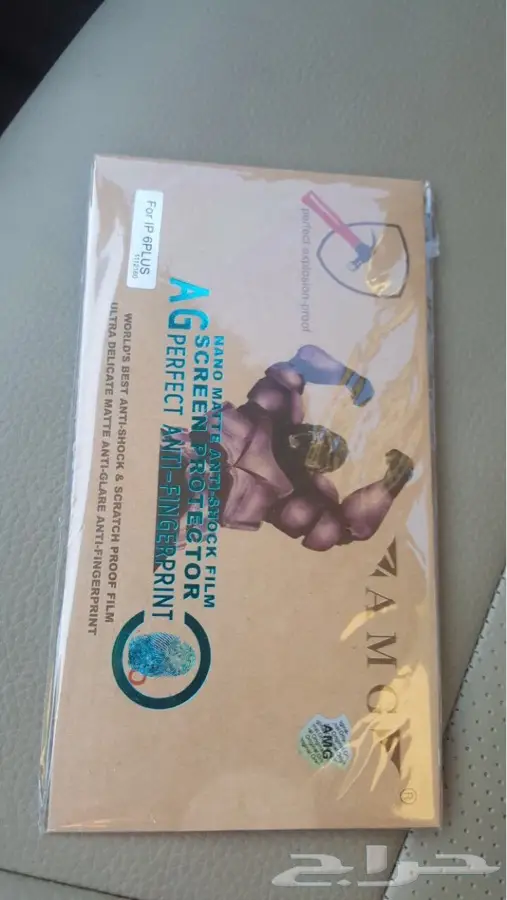 For IP 6PLUS
1112160
perfect explosion-proof
AMG
®
NANO MATTE ANTI-SHOCK FILM
AG SCREEN PROTECTOR
PERFECT ANTI-FINGERPRINT
WORLD'S BEST ANTI-SHOCK & SCRATCH PROOF FILM
ULTRA DELICATE MATTE ANTI-GLARE ANTI-FINGERPRINT
AMG
حراج